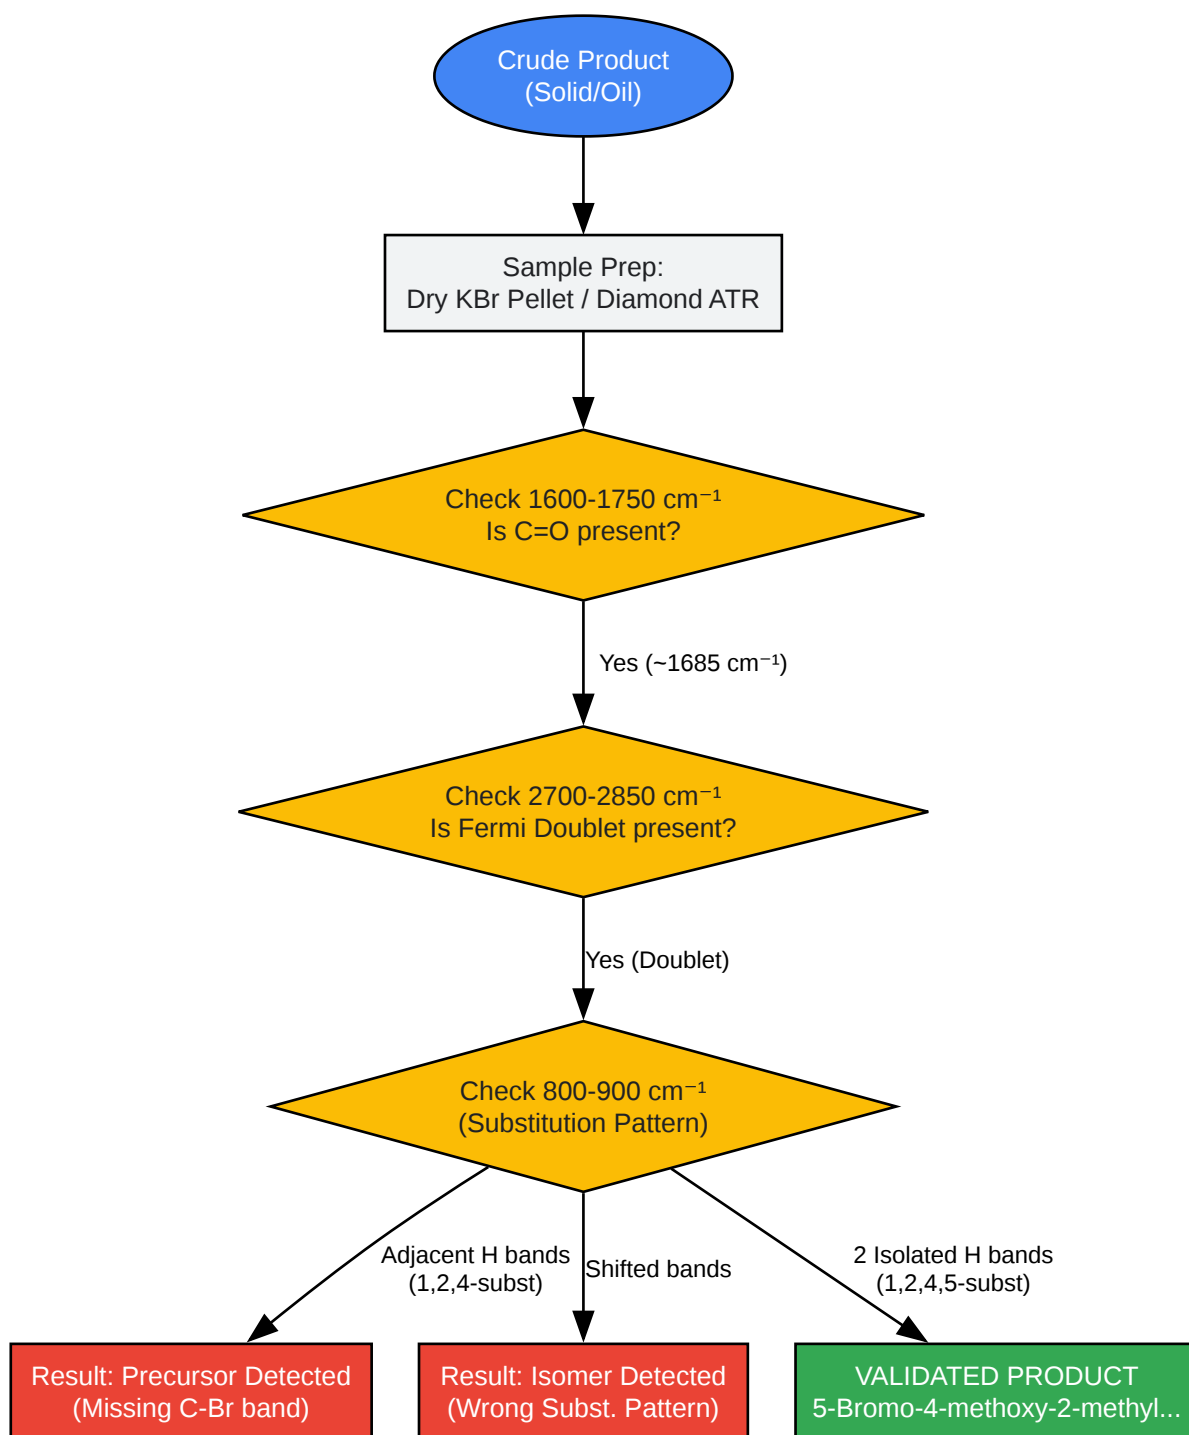 Crude Product
(Solid/Oil)
Sample Prep:
Dry KBr Pellet / Diamond ATR
Check 1600-1750 cm⁻¹
Is C=O present?
Yes (~1685 cm⁻¹)
Check 2700-2850 cm⁻¹
Is Fermi Doublet present?
Yes (Doublet)
Check 800-900 cm⁻¹
(Substitution Pattern)
Adjacent H bands
(1,2,4-subst)
Shifted bands
2 Isolated H bands
(1,2,4,5-subst)
Result: Precursor Detected
(Missing C-Br band)
Result: Isomer Detected
(Wrong Subst. Pattern)
VALIDATED PRODUCT
5-Bromo-4-methoxy-2-methyl...